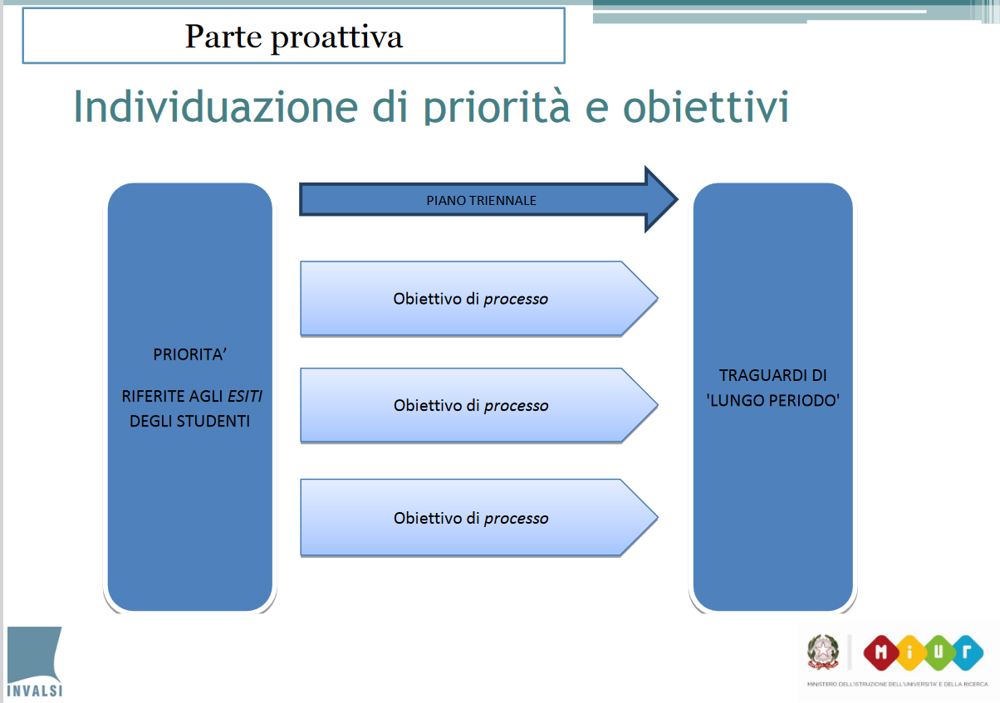 Parte proattiva
Individuazione di priorità e obiettivi
PIANO TRIENNALE
PRIORITA’
RIFERITE AGLI ESITI
DEGLI STUDENTI
Obiettivo di processo
Obiettivo di processo
Obiettivo di processo
TRAGUARDI DI
'LUNGO PERIODO'
INVALSI
MiUr
MINISTERO DELL'ISTRUZIONE DELL'UNIVERSITA' E DELLA RICERCA